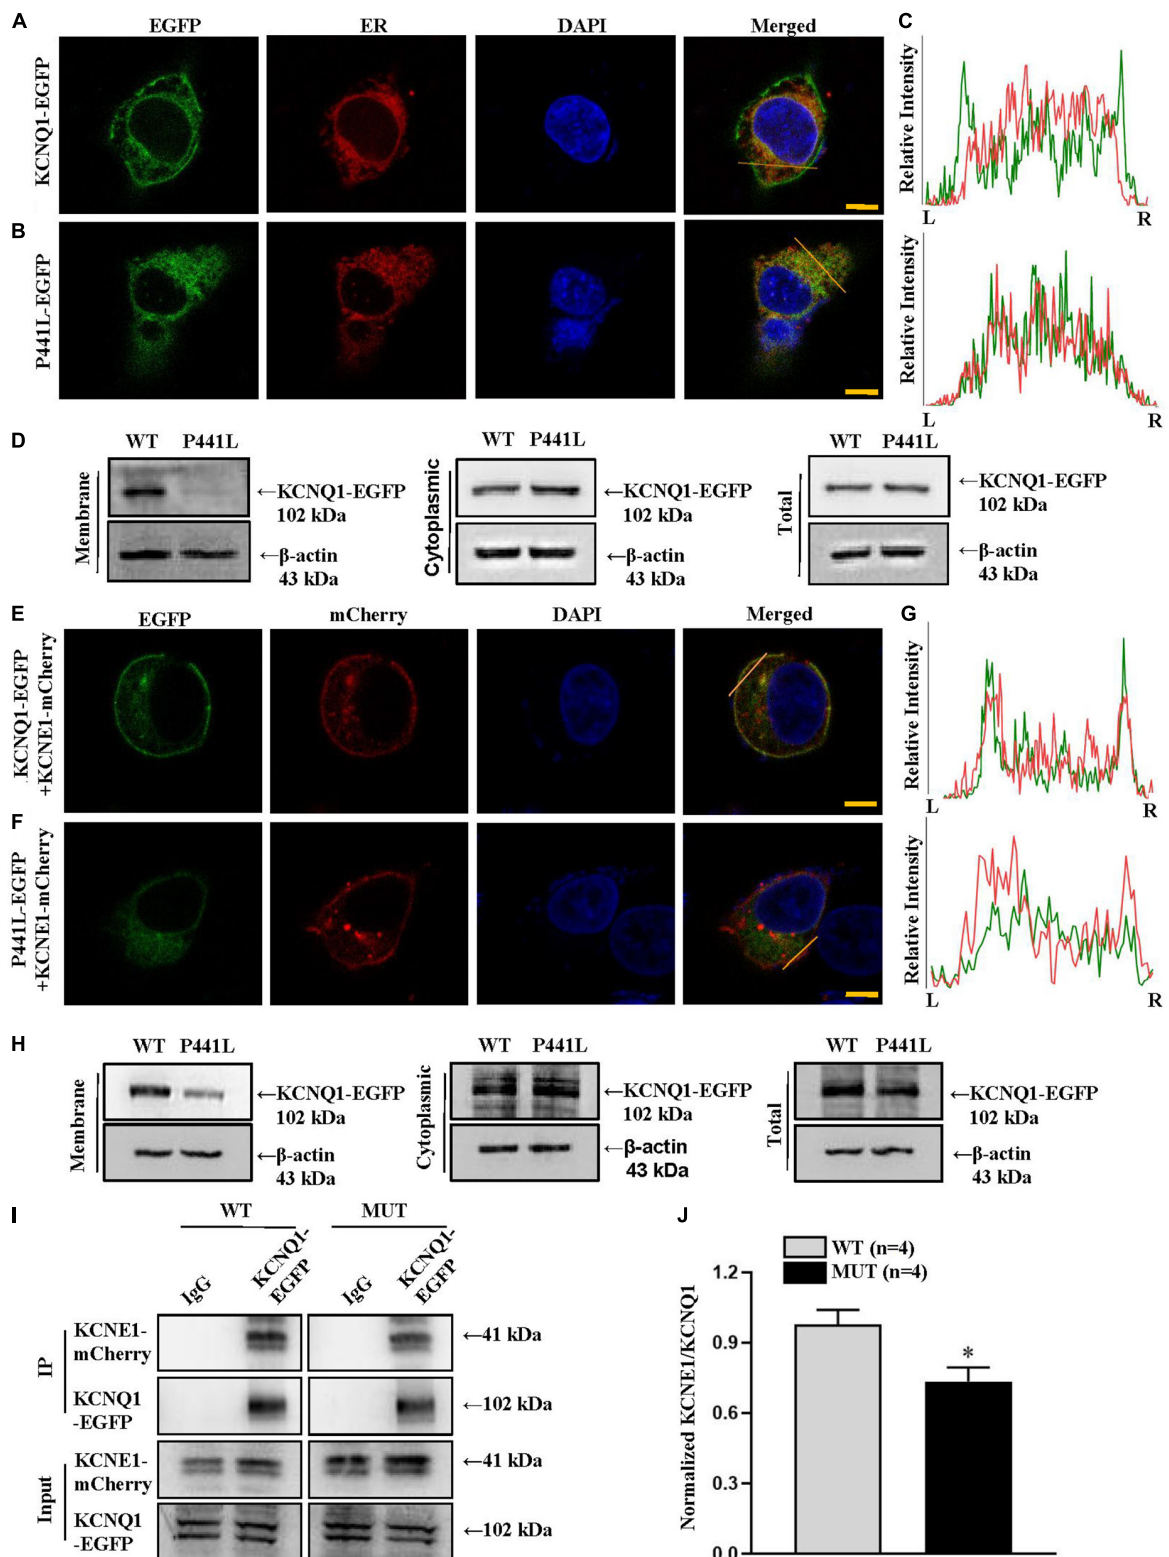 A
EGFP
ER
DAPI
Merged
C
KCNQ1-EGFP
Relative Intensity
L
R
B
P441L-EGFP
Relative Intensity
L
R
D
WT P441L
Membrane
←KCNQ1-EGFP
102 kDa
←β-actin
43 kDa
WT P441L
Cytoplasmic
←KCNQ1-EGFP
102 kDa
←β-actin
43 kDa
WT P441L
Total
←KCNQ1-EGFP
102 kDa
←β-actin
43 kDa
E
EGFP
mCherry
DAPI
Merged
G
KCNQ1-EGFP
+KCNE1-mCherry
Relative Intensity
L
R
F
P441L-EGFP
+KCNE1-mCherry
Relative Intensity
L
R
H
WT P441L
Membrane
←KCNQ1-EGFP
102 kDa
←β-actin
43 kDa
WT P441L
Cytoplasmic
←KCNQ1-EGFP
102 kDa
←β-actin
43 kDa
WT P441L
Total
←KCNQ1-EGFP
102 kDa
←β-actin
43 kDa
I
WT
MUT
IgG
KCNQ1-
EGFP
IgG
KCNQ1-
EGFP
IP
KCNE1-
mCherry
←41 kDa
KCNQ1
-EGFP
←102 kDa
Input
KCNE1-
mCherry
←41 kDa
KCNQ1
-EGFP
←102 kDa
J
WT (n=4)
MUT (n=4)
Normalized KCNE1/KCNQ1
1.2
0.9
0.6
0.3
0.0
*